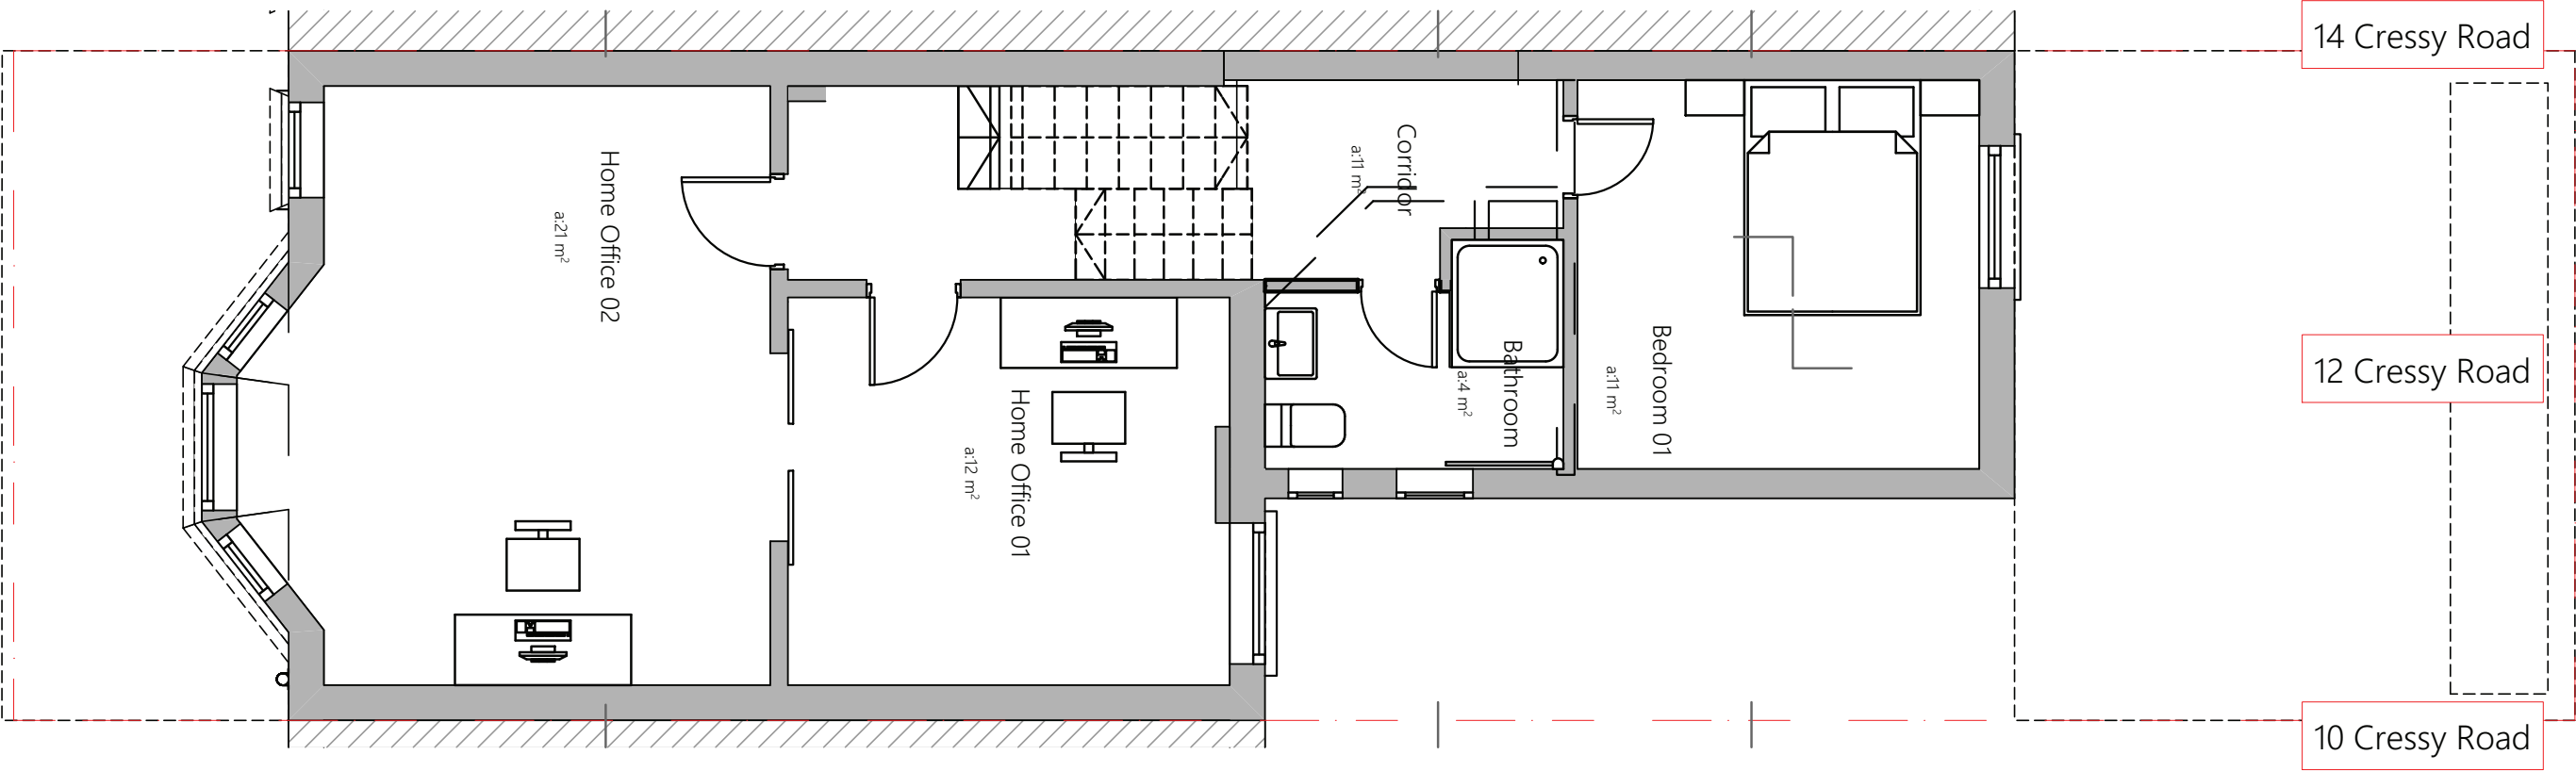 14 Cressy Road
12 Cressy Road
10 Cressy Road
Home Office 02
a:21 m²
Home Office 01
a:12 m²
Corridor
a:11 m²
Bathroom
a:4 m²
Bedroom 01
a:11 m²